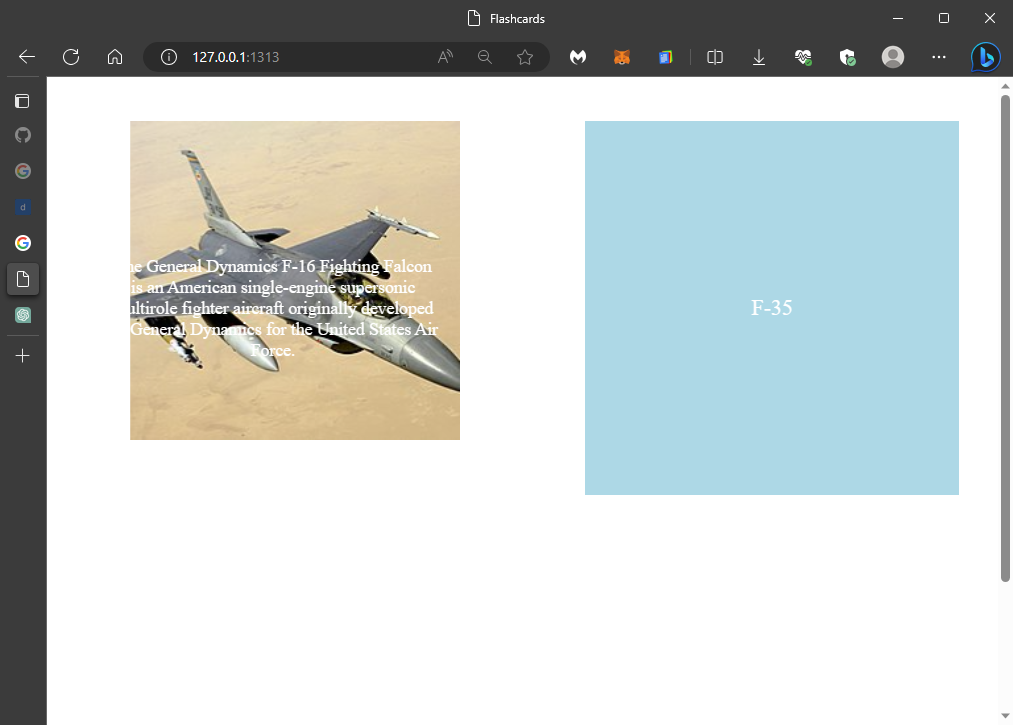 Flashcards
127.0.0.1:1313
d
he General Dynamics F-16 Fighting Falcon
is an American single-engine supersonic
ultirole fighter aircraft originally developed
General Dynamics for the United States Air
Force.
F-35